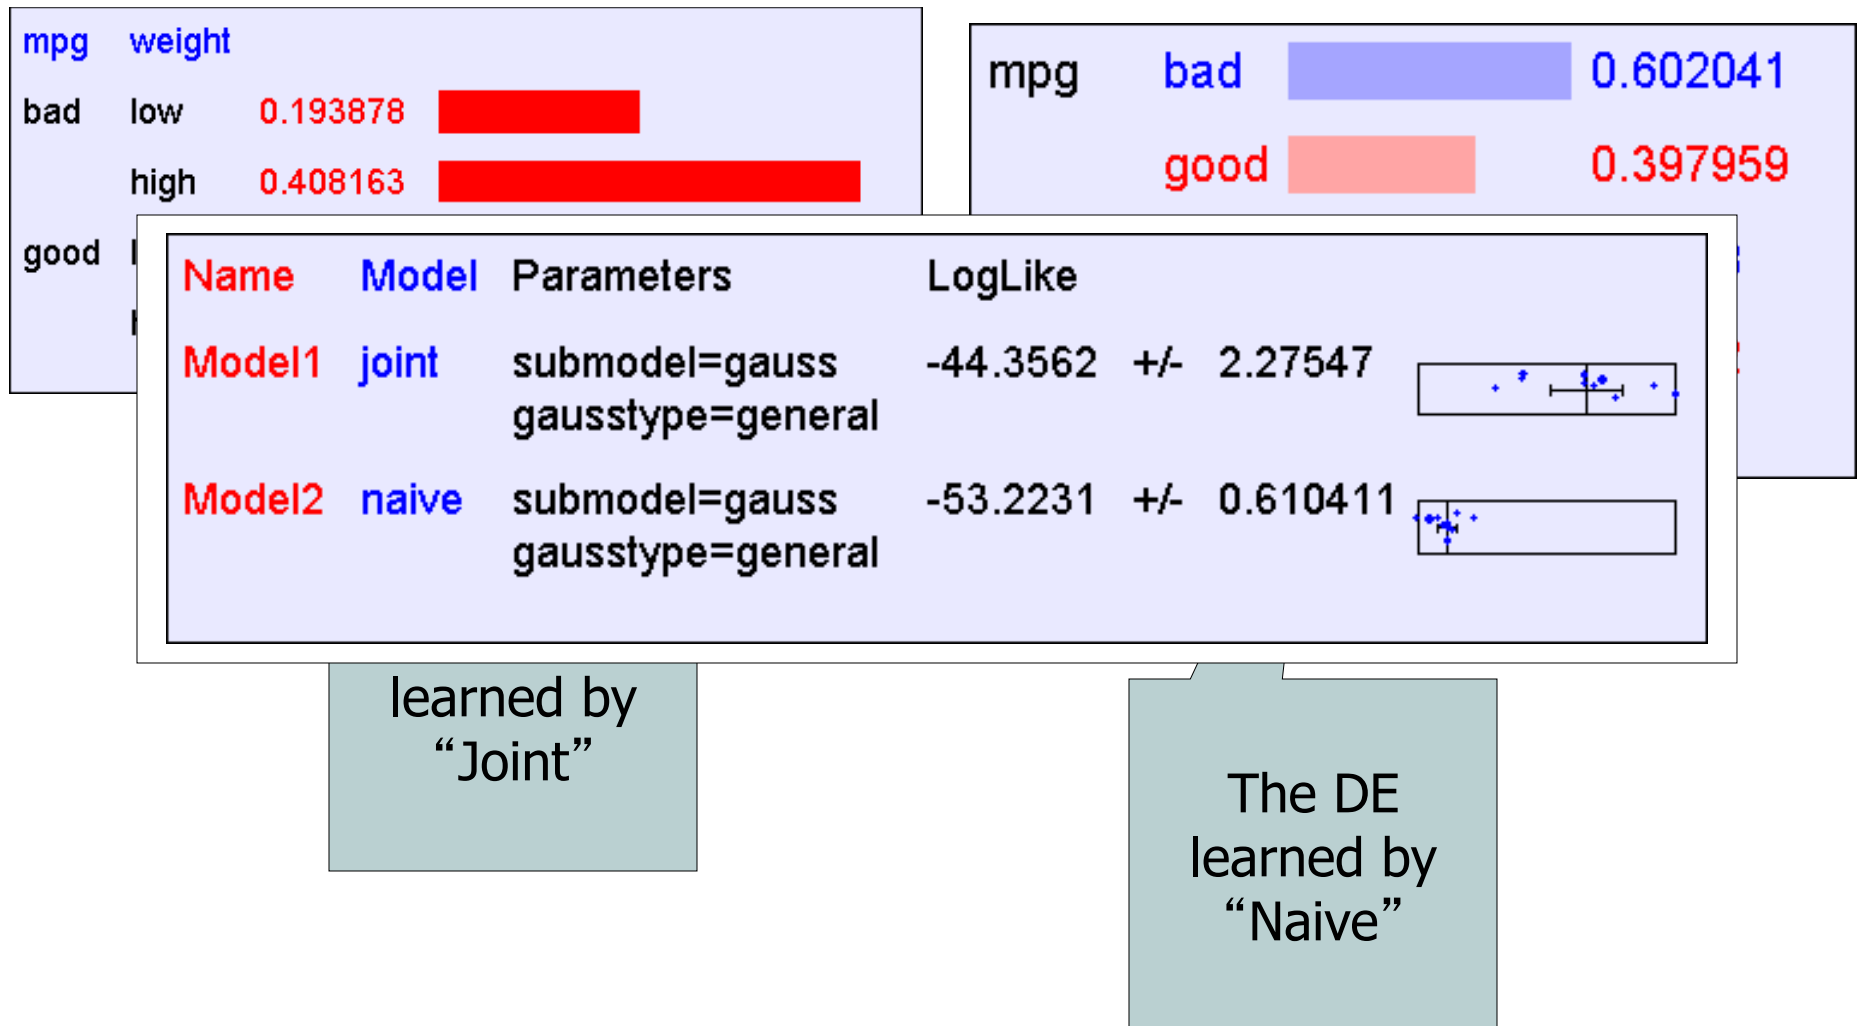 mpg weight
bad low 0.193878
high 0.408163
good
mpg bad 0.602041
good 0.397959
Name Model Parameters LogLike
Model1 joint submodel=gauss -44.3562 +/- 2.27547
gausstype=general
Model2 naive submodel=gauss -53.2231 +/- 0.610411
gausstype=general
learned by
“Joint”
The DE
learned by
“Naive”